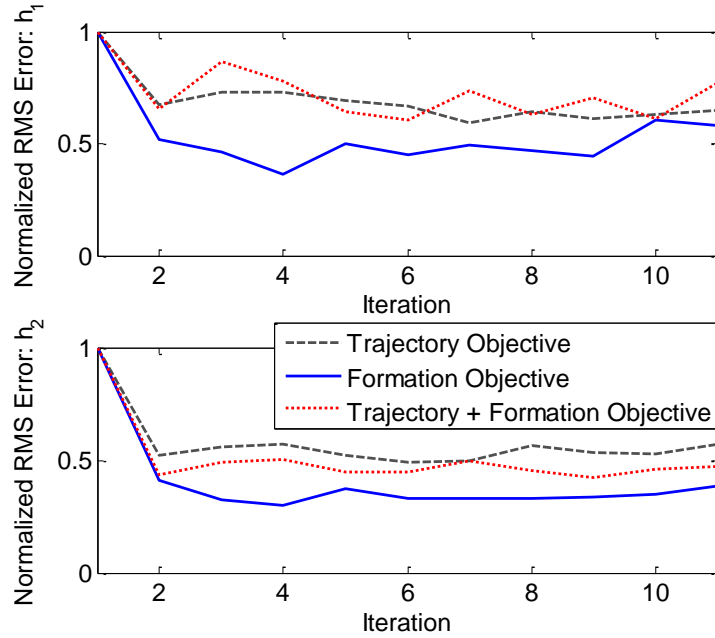 Normalized RMS Error: h₁
1
0.5
0
2 4 6 8 10
Iteration
Normalized RMS Error: h₂
1
0.5
0
Trajectory Objective
Formation Objective
Trajectory + Formation Objective
2 4 6 8 10
Iteration